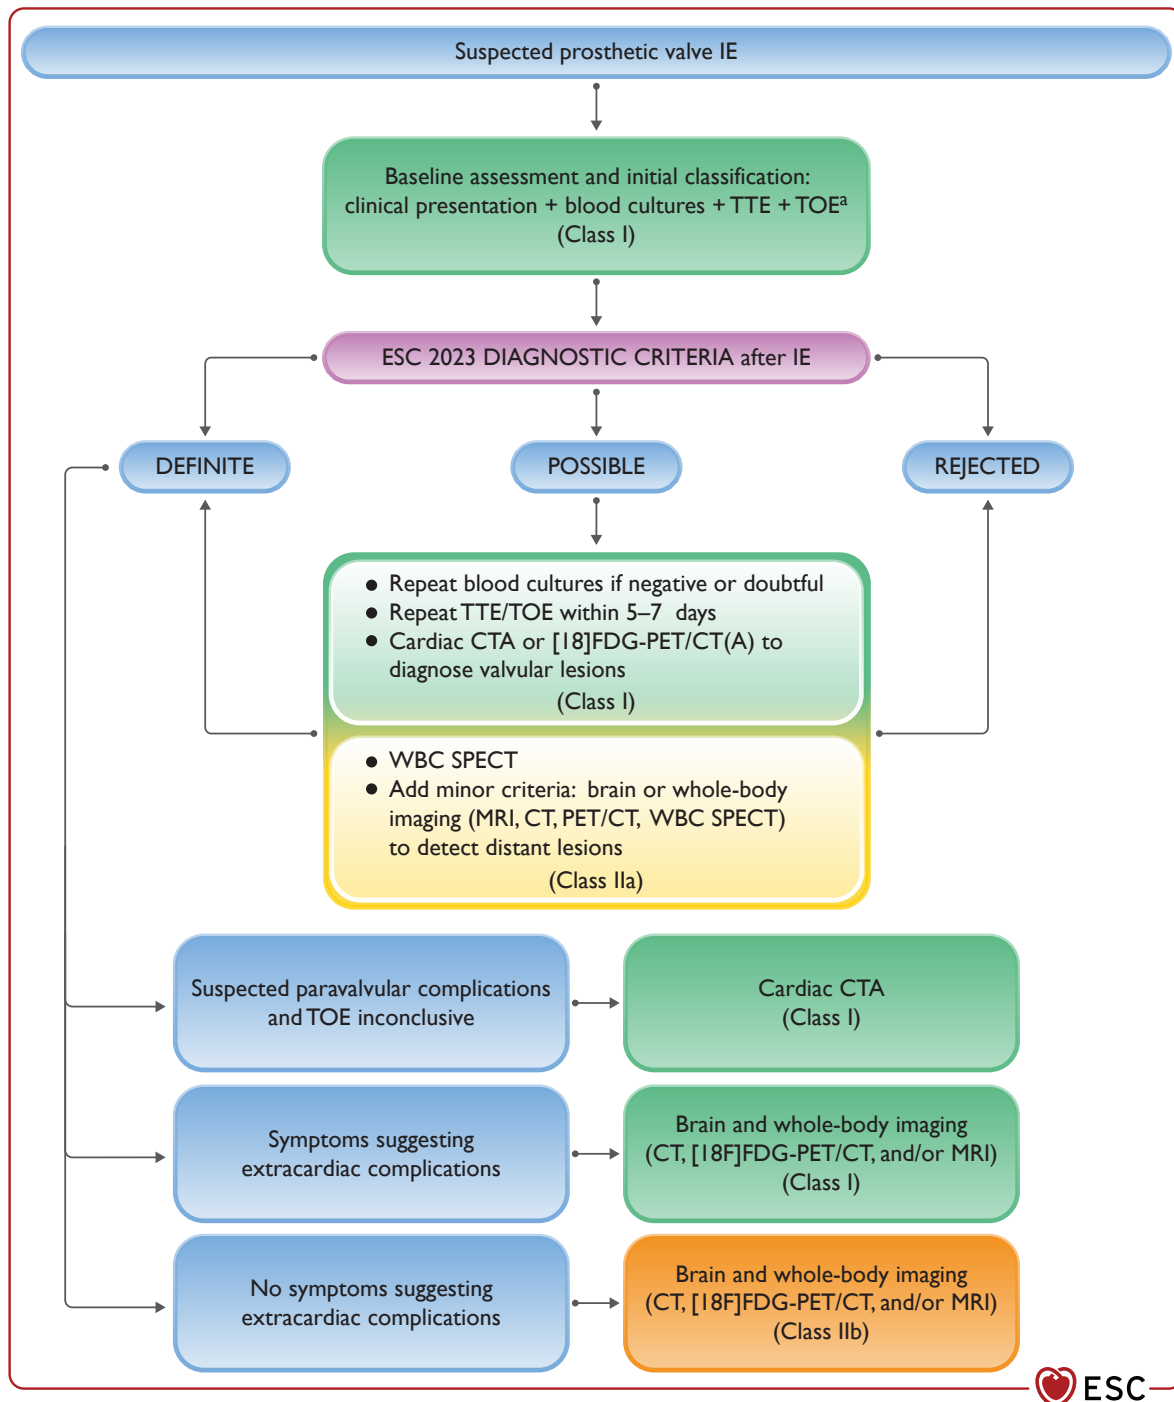 Suspected prosthetic valve IE
Baseline assessment and initial classification:
clinical presentation + blood cultures + TTE + TOEᵃ
(Class I)
ESC 2023 DIAGNOSTIC CRITERIA after IE
DEFINITE
POSSIBLE
REJECTED
● Repeat blood cultures if negative or doubtful
● Repeat TTE/TOE within 5–7 days
● Cardiac CTA or [18]FDG-PET/CT(A) to
diagnose valvular lesions
(Class I)
● WBC SPECT
● Add minor criteria: brain or whole-body
imaging (MRI, CT, PET/CT, WBC SPECT)
to detect distant lesions
(Class IIa)
Suspected paravalvular complications
and TOE inconclusive
Cardiac CTA
(Class I)
Symptoms suggesting
extracardiac complications
Brain and whole-body imaging
(CT, [18F]FDG-PET/CT, and/or MRI)
(Class I)
No symptoms suggesting
extracardiac complications
Brain and whole-body imaging
(CT, [18F]FDG-PET/CT, and/or MRI)
(Class IIb)
ESC